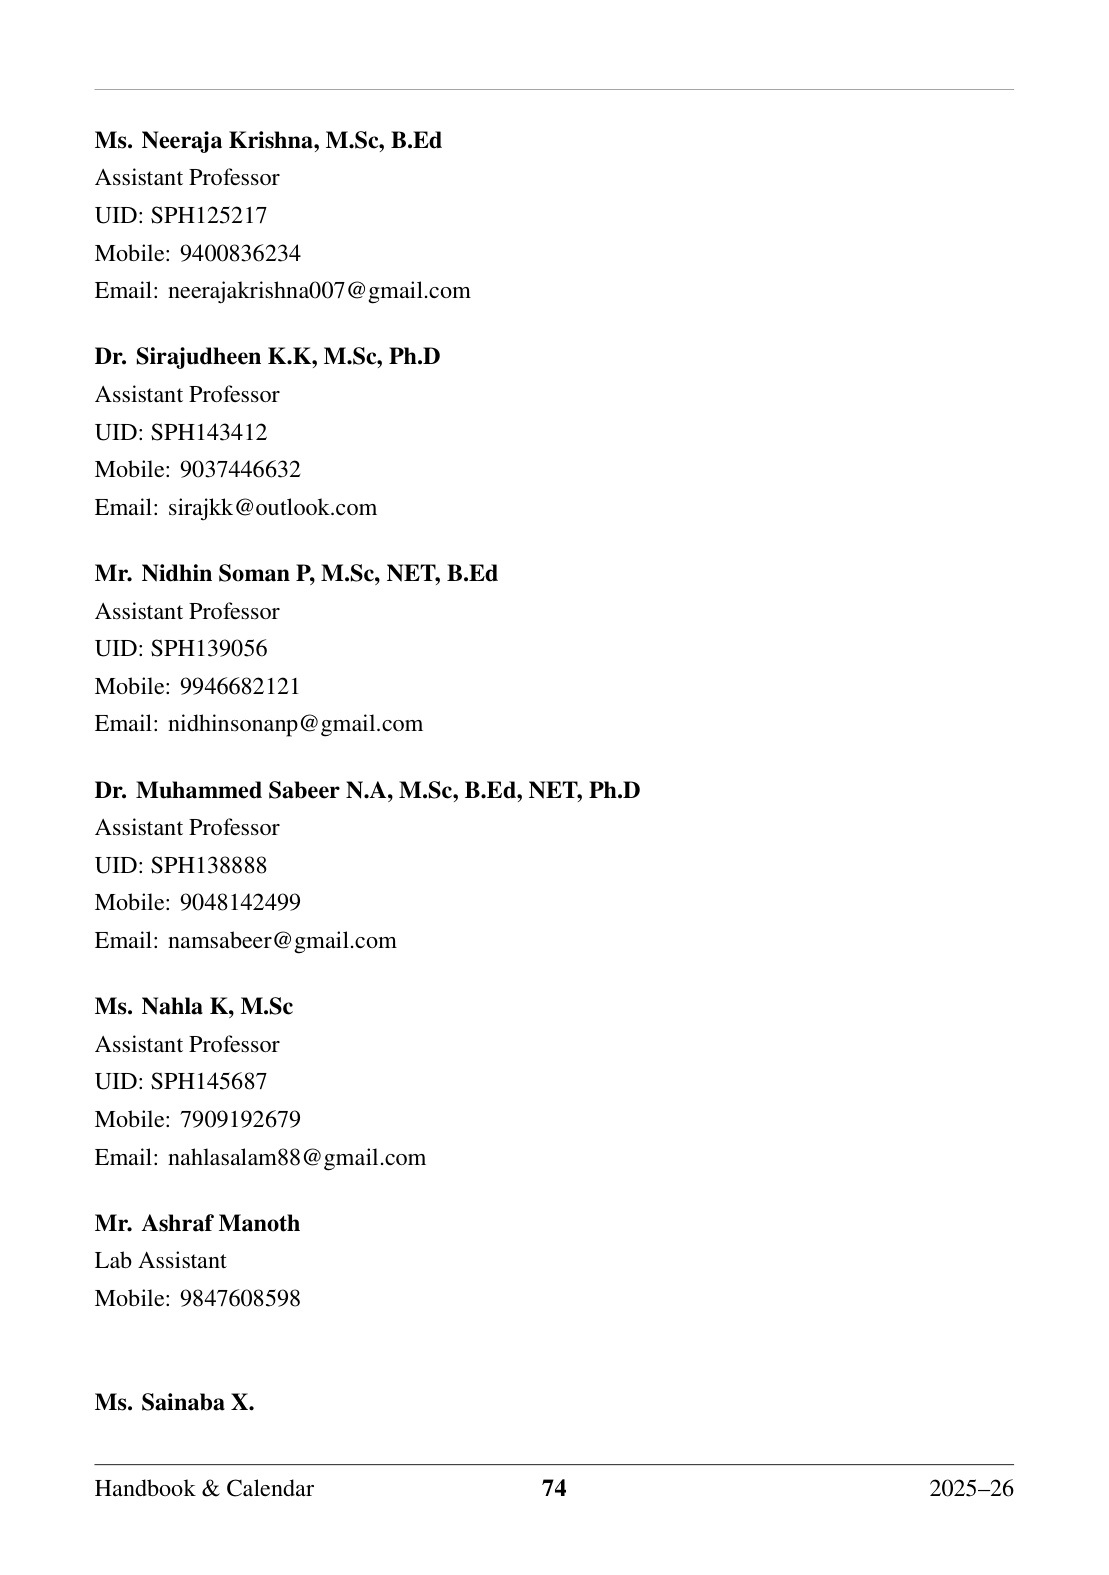 Ms. Neeraja Krishna, M.Sc, B.Ed
Assistant Professor
UID: SPH125217
Mobile: 9400836234
Email: neerajakrishna007@gmail.com
Dr. Sirajudheen K.K, M.Sc, Ph.D
Assistant Professor
UID: SPH143412
Mobile: 9037446632
Email: sirajkk@outlook.com
Mr. Nidhin Soman P, M.Sc, NET, B.Ed
Assistant Professor
UID: SPH139056
Mobile: 9946682121
Email: nidhinsonanp@gmail.com
Dr. Muhammed Sabeer N.A, M.Sc, B.Ed, NET, Ph.D
Assistant Professor
UID: SPH138888
Mobile: 9048142499
Email: namsabeer@gmail.com
Ms. Nahla K, M.Sc
Assistant Professor
UID: SPH145687
Mobile: 7909192679
Email: nahlasalam88@gmail.com
Mr. Ashraf Manoth
Lab Assistant
Mobile: 9847608598
Ms. Sainaba X.
Handbook & Calendar 74 2025–26